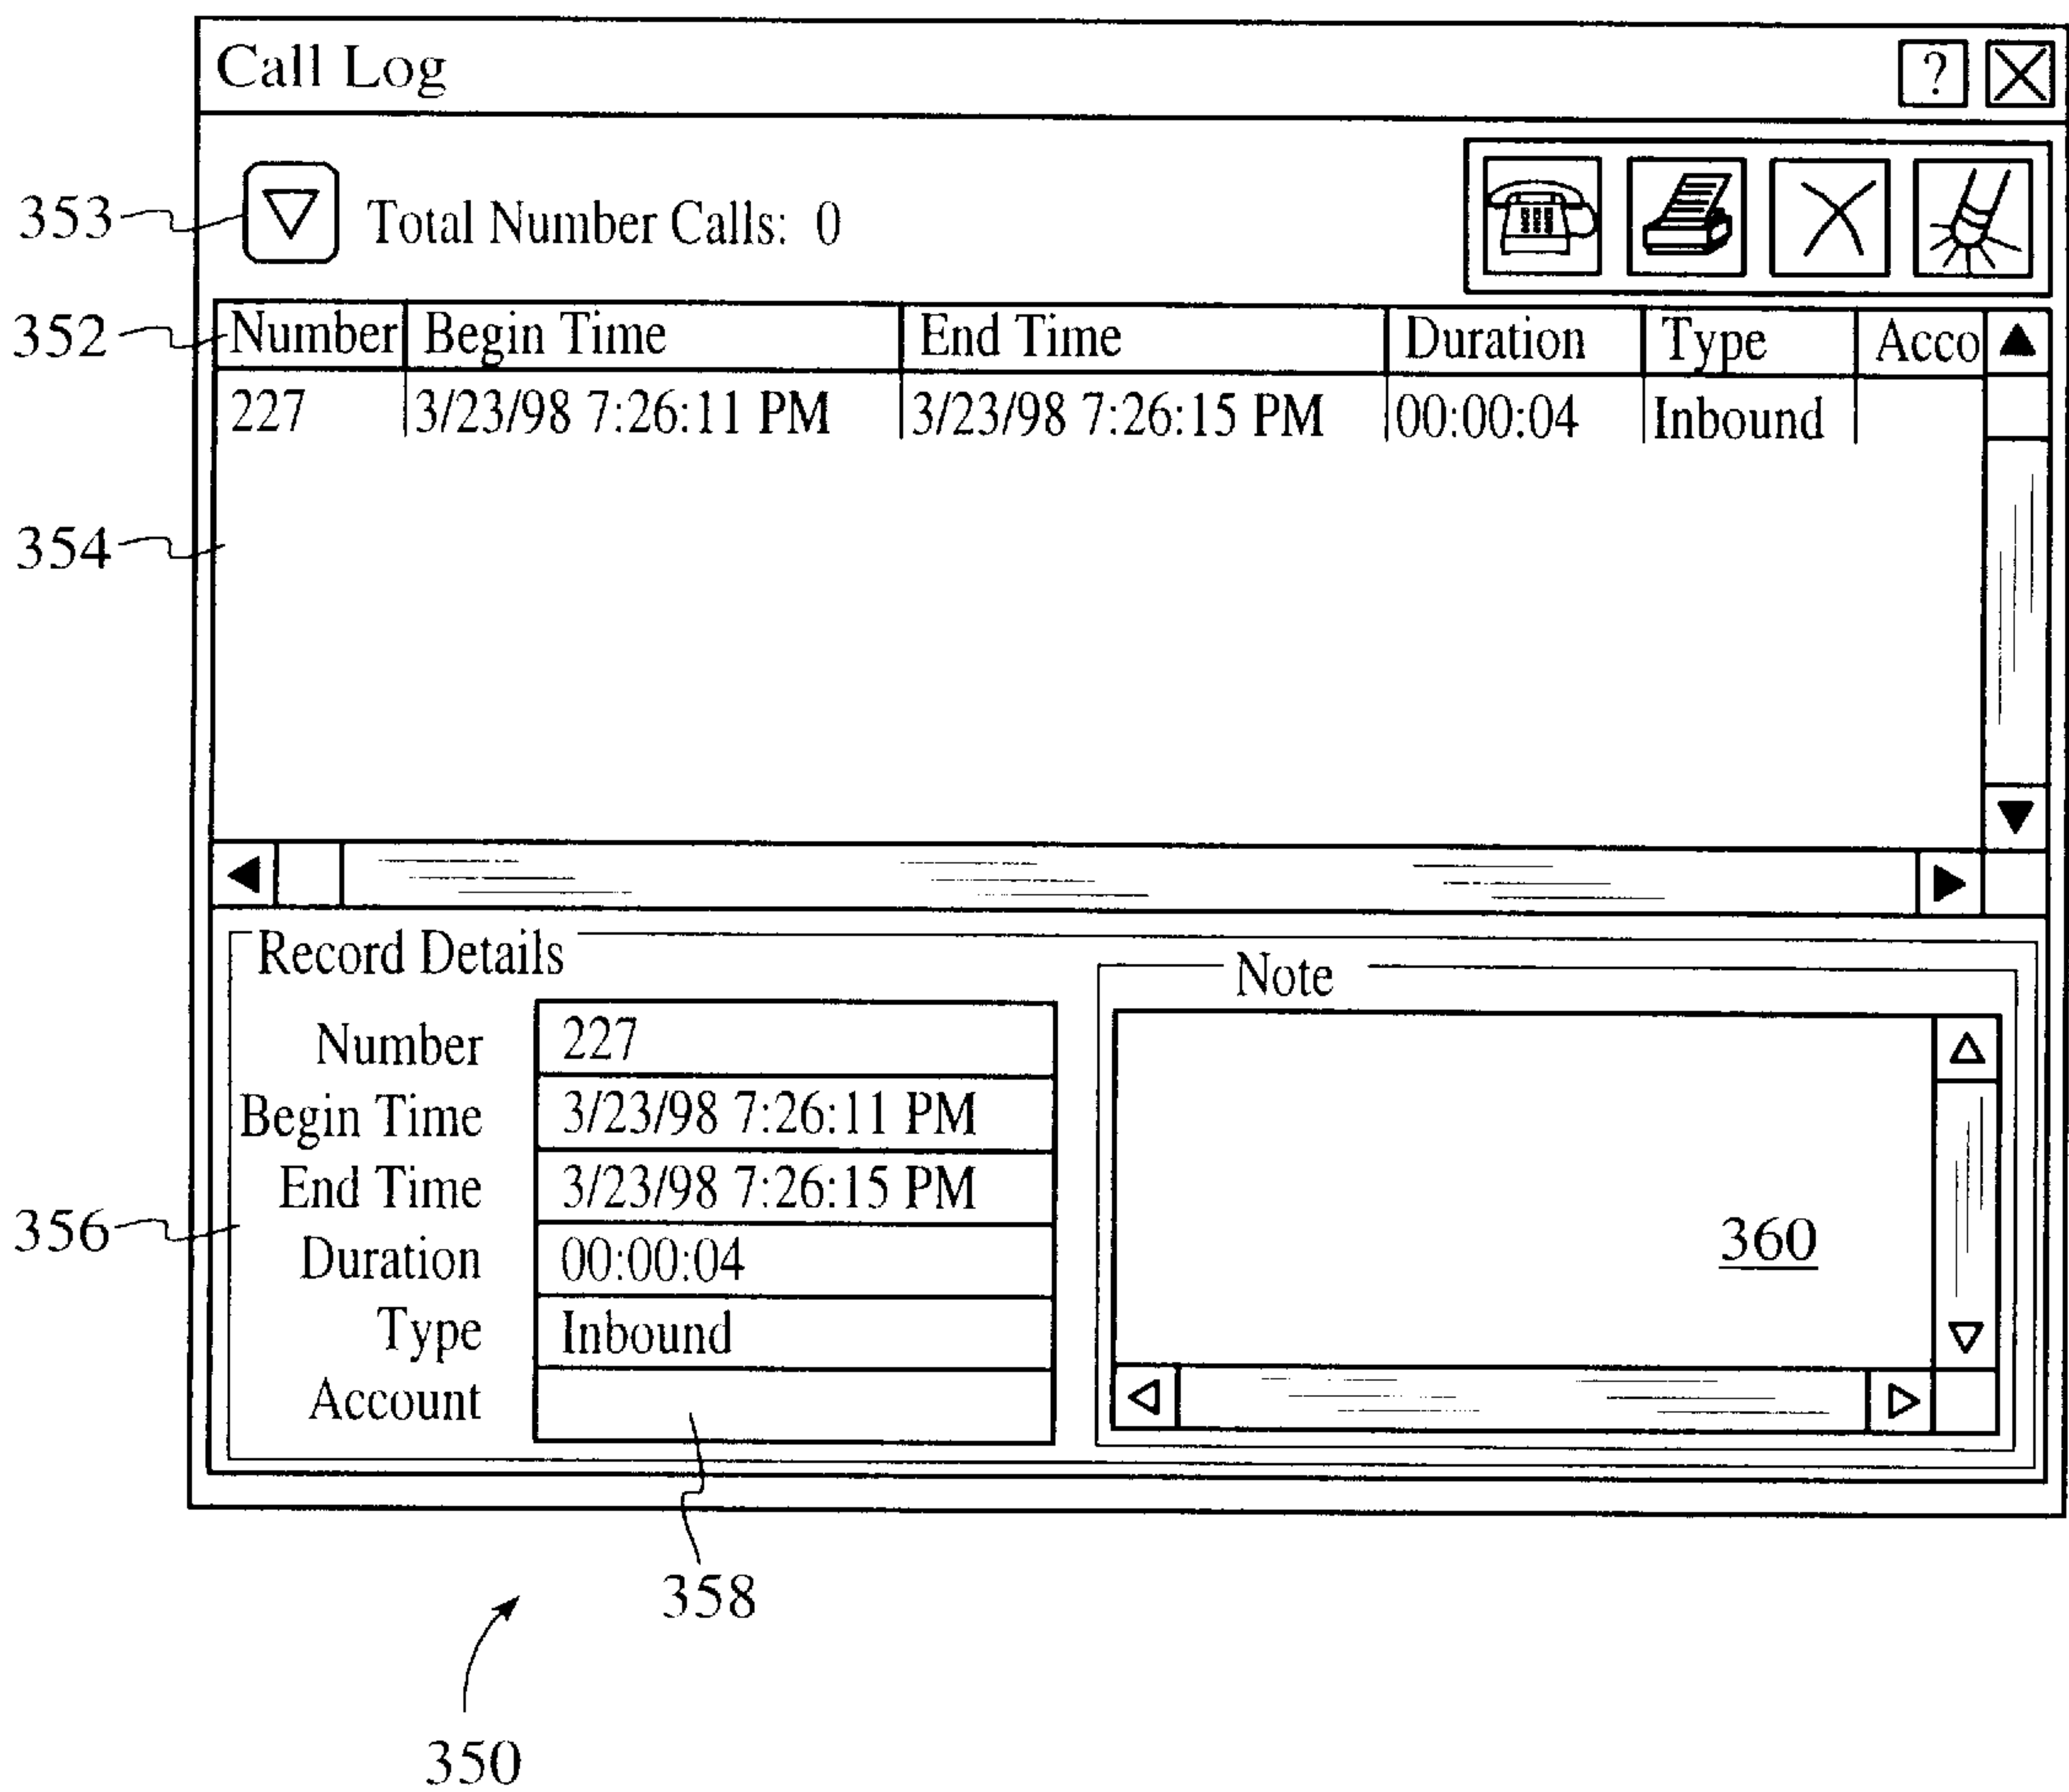 Call Log ?
353 Total Number Calls: 0
352 Number Begin Time End Time Duration Type Acco
227 3/23/98 7:26:11 PM 3/23/98 7:26:15 PM 00:00:04 Inbound
354
Record Details
Note
Number 227
Begin Time 3/23/98 7:26:11 PM
End Time 3/23/98 7:26:15 PM
356
360
Duration 00:00:04
Type Inbound
Account
358
350